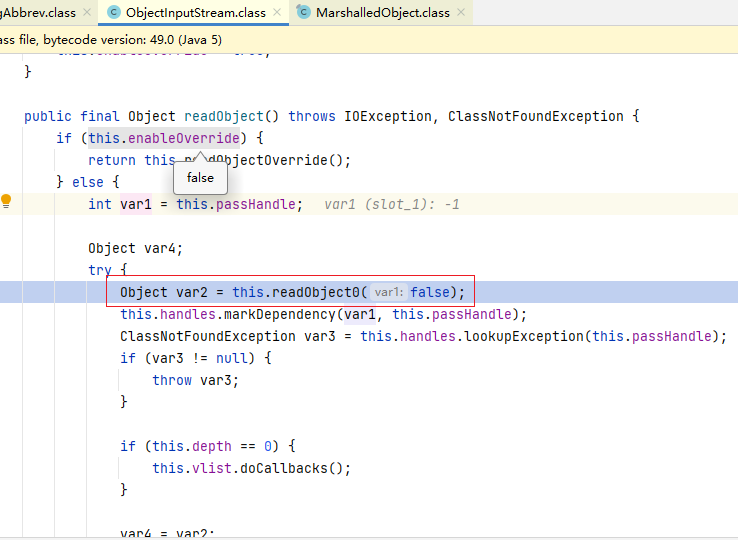 gAbbrev.class ObjectInputStream.class MarshalledObject.class
ass file, bytecode version: 49.0 (Java 5)
}
public final Object readObject() throws IOException, ClassNotFoundException {
if (this.enableOverride) {
return this.readObjectOverride();
false
} else {
int var1 = this.passHandle; var1 (slot_1): -1
Object var4;
try {
Object var2 = this.readObject0( var1: false);
this.handles.markDependency(var1, this.passHandle);
ClassNotFoundException var3 = this.handles.lookupException(this.passHandle);
if (var3 != null) {
throw var3;
}
if (this.depth == 0) {
this.vlist.doCallbacks();
}
var4 = var2;